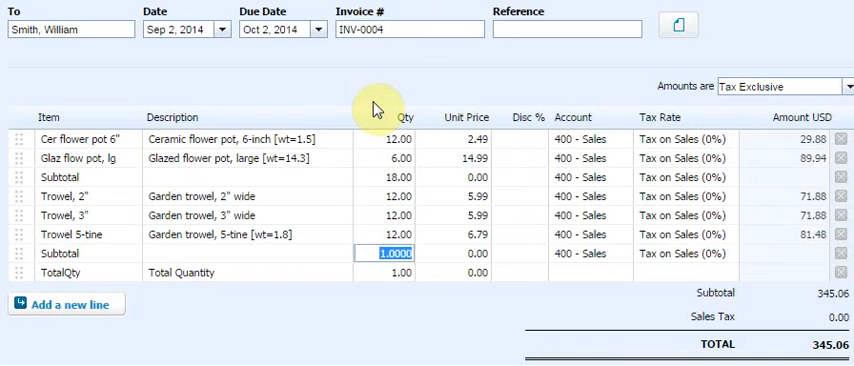 To Date Due Date Invoice # Reference
Smith, William Sep 2, 2014 Oct 2, 2014 INV-0004
Amounts are Tax Exclusive
Item Description Qty Unit Price Disc % Account Tax Rate Amount USD
Cer flower pot 6" Ceramic flower pot, 6-inch [wt=1.5] 12.00 2.49 400 - Sales Tax on Sales (0%) 29.88
Glaz flow pot, lg Glazed flower pot, large [wt=14.3] 6.00 14.99 400 - Sales Tax on Sales (0%) 89.94
Subtotal 18.00 0.00 400 - Sales Tax on Sales (0%)
Trowel, 2" Garden trowel, 2" wide 12.00 5.99 400 - Sales Tax on Sales (0%) 71.88
Trowel, 3" Garden trowel, 3" wide 12.00 5.99 400 - Sales Tax on Sales (0%) 71.88
Trowel 5-tine Garden trowel, 5-tine [wt=1.8] 12.00 6.79 400 - Sales Tax on Sales (0%) 81.48
Subtotal 1.0000 0.00 400 - Sales Tax on Sales (0%)
TotalQty Total Quantity 1.00 0.00
Add a new line
Subtotal 345.06
Sales Tax 0.00
TOTAL 345.06